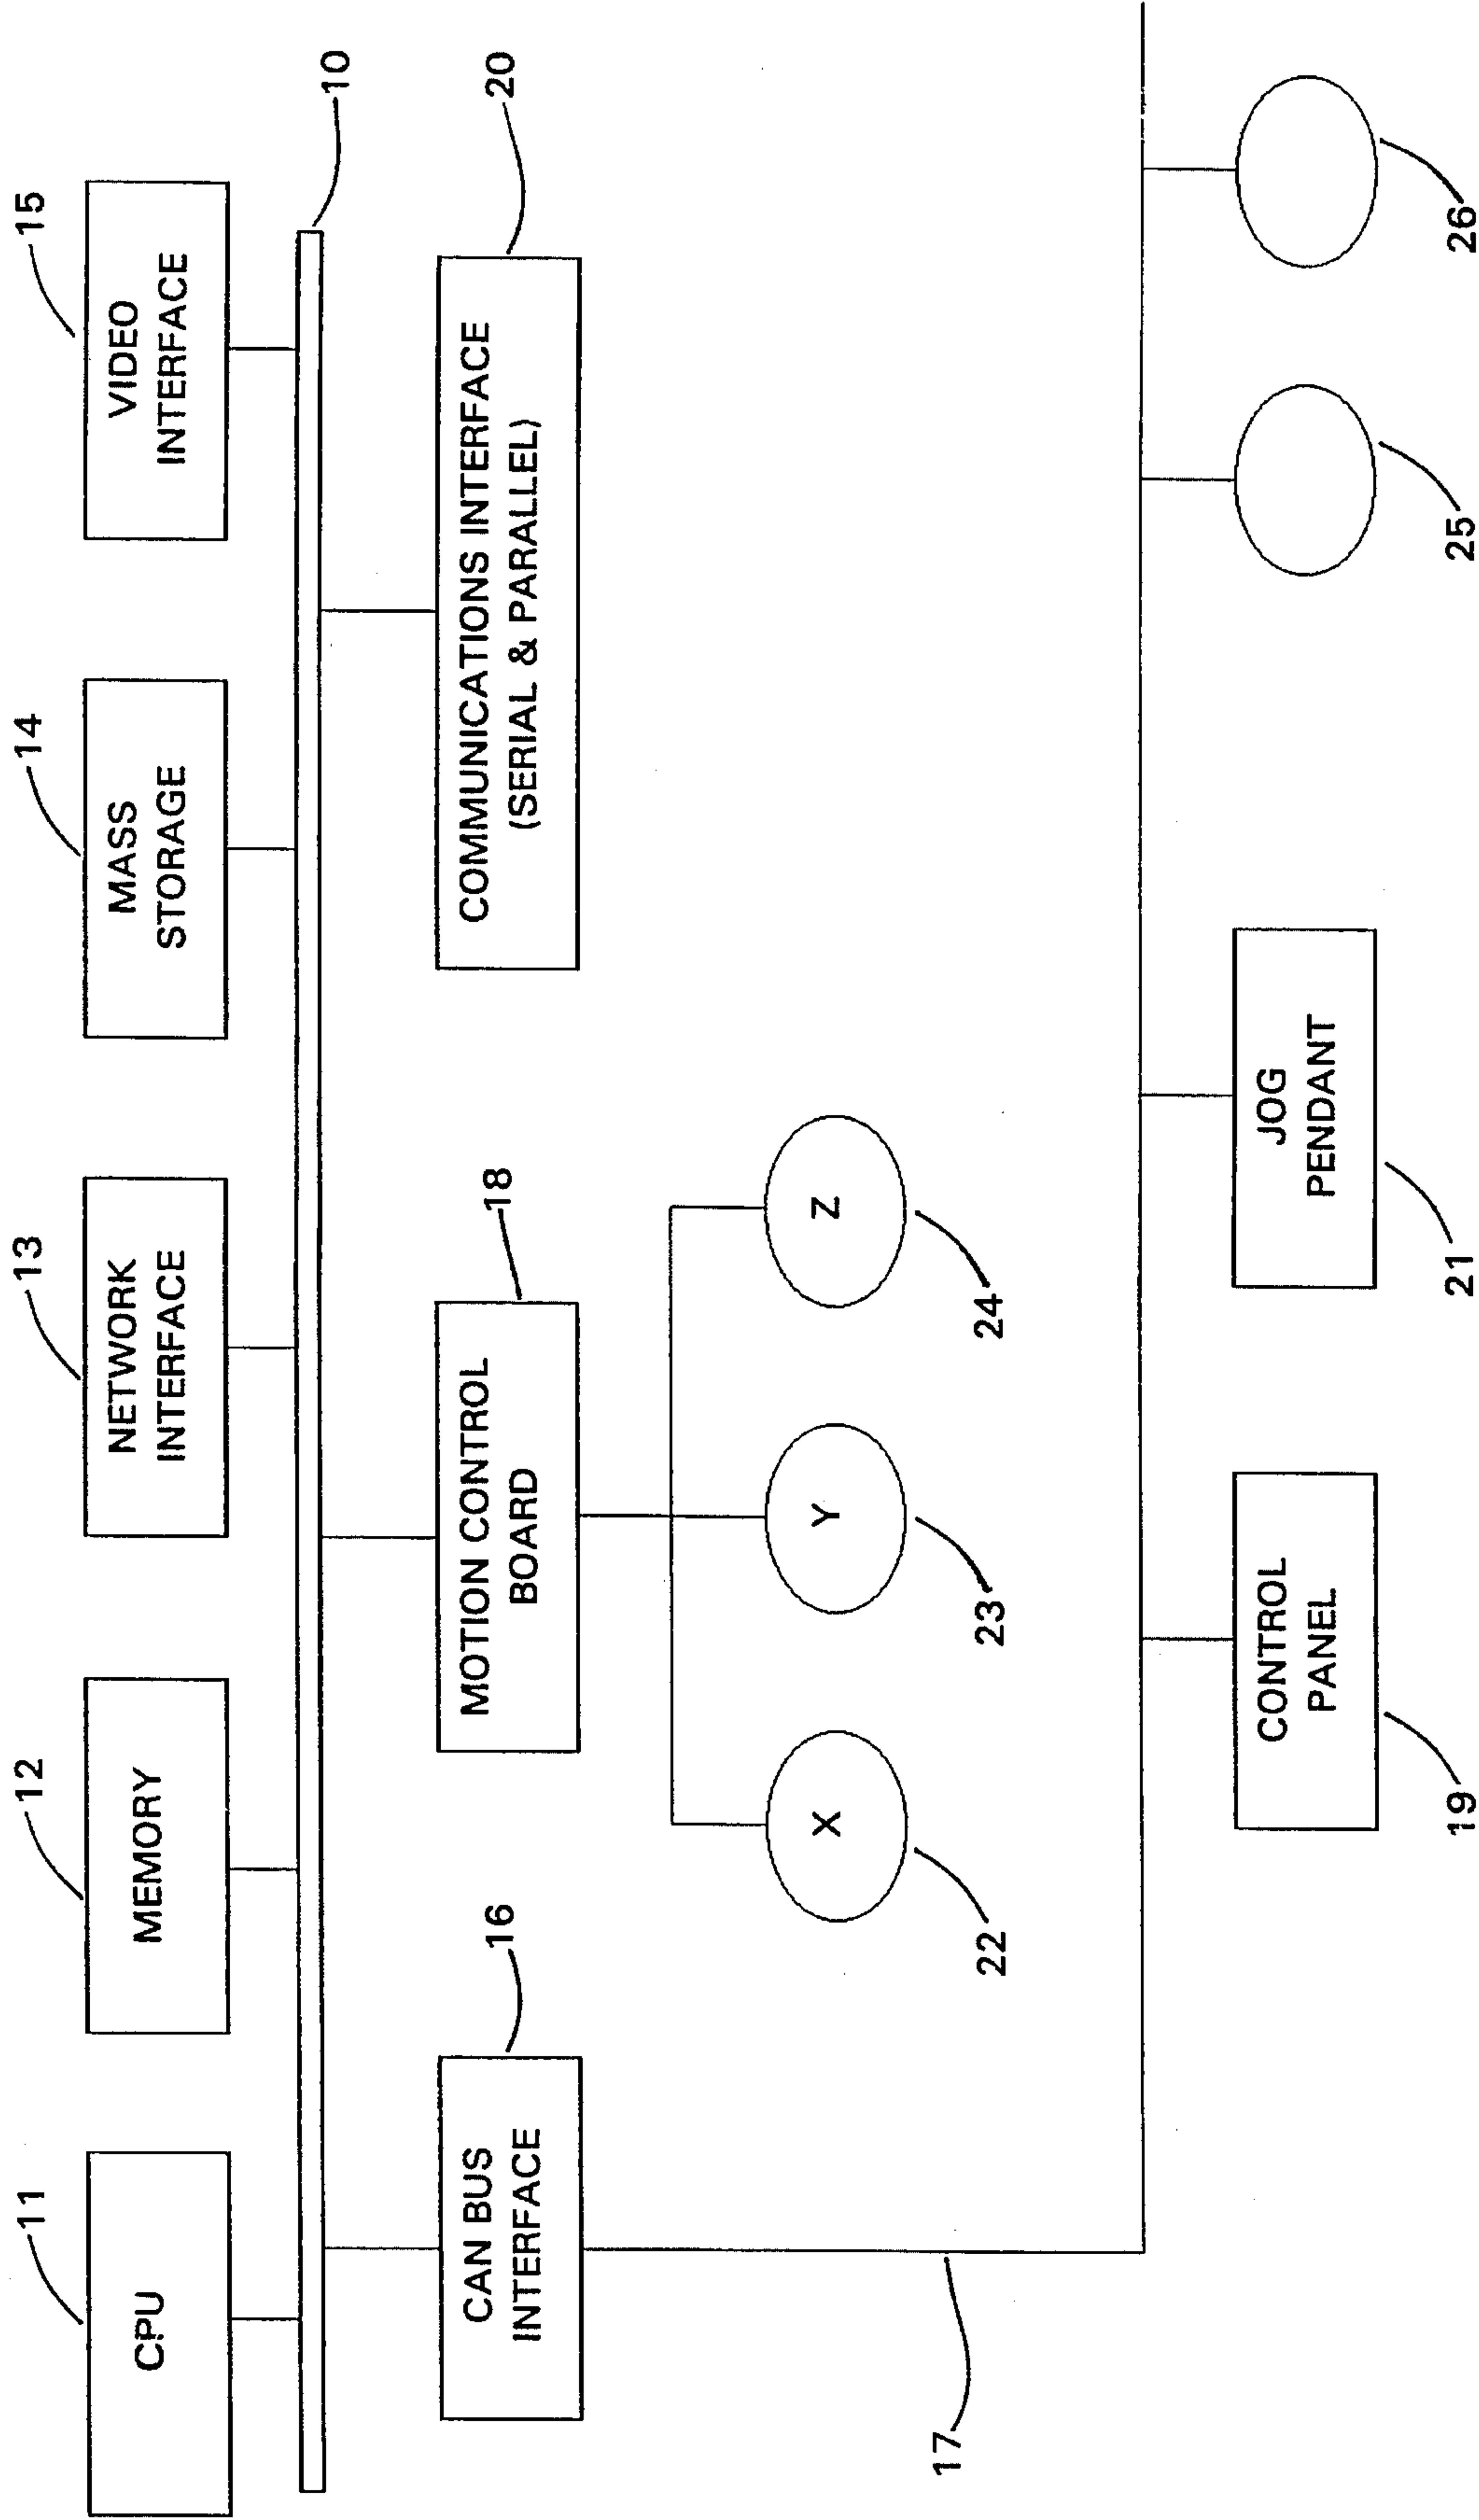 11
12
13
14
15
CPU
MEMORY
NETWORK
INTERFACE
MASS
STORAGE
VIDEO
INTERFACE
10
16
18
20
CAN BUS
INTERFACE
MOTION CONTROL
BOARD
COMMUNICATIONS INTERFACE
(SERIAL & PARALLEL)
X
Y
Z
17
22
23
24
CONTROL
PANEL
JOG
PENDANT
19
21
25
26